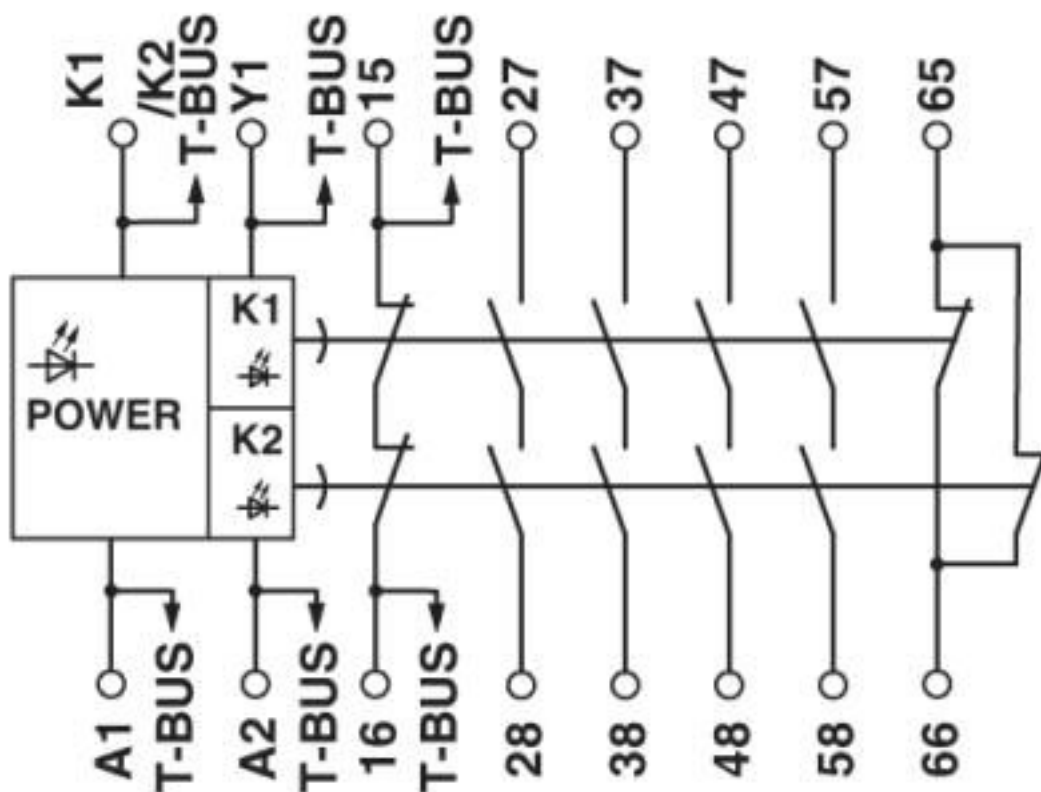 K1
/K2
T-BUS
Y1
T-BUS
15
T-BUS
27
37
47
57
65
K1
POWER
K2
A1
T-BUS
A2
T-BUS
16
T-BUS
28
38
48
58
66